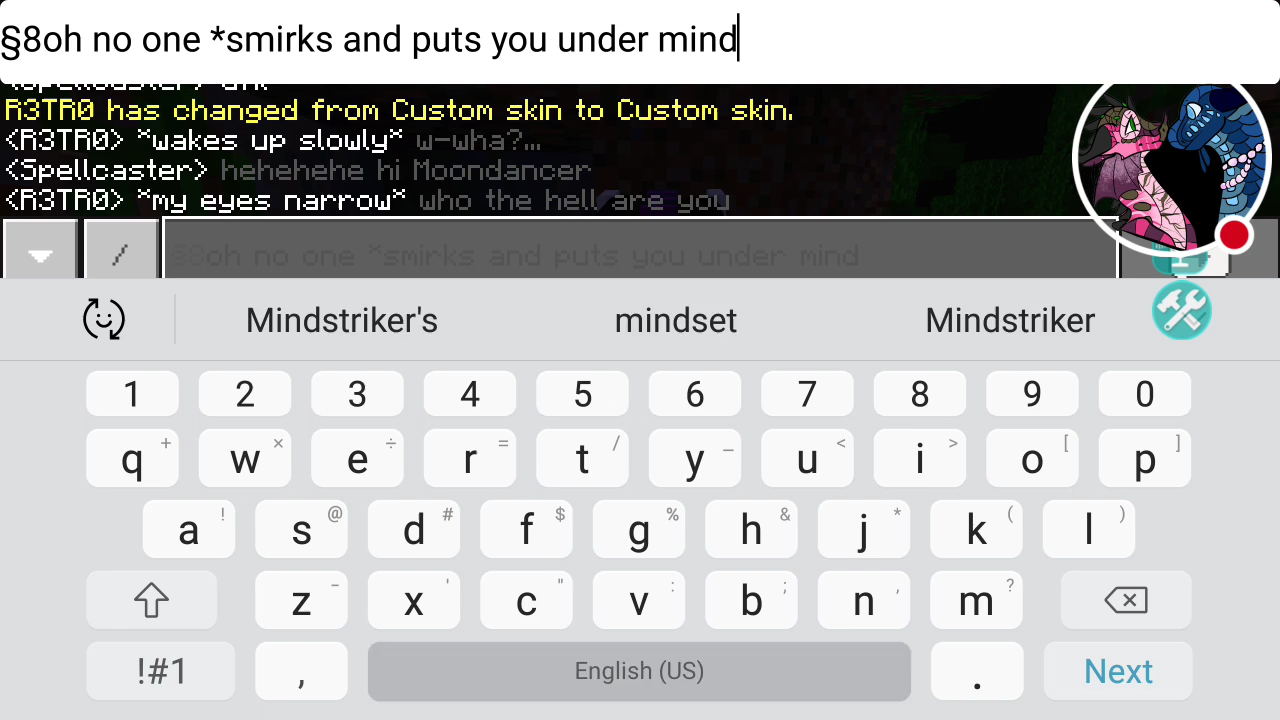 §8oh no one *smirks and puts you under mind
<Spellcaster> afk
R3TR0 has changed from Custom skin to Custom skin.
<R3TR0> *wakes up slowly* w-wha?...
<Spellcaster> hehehehe hi Moondancer
<R3TR0> *my eyes narrow* who the hell are you
/ §8oh no one *smirks and puts you under mind
Mindstriker's mindset Mindstriker
1 2 3 4 5 6 7 8 9 0
q + w × e ÷ r = t / y _ u < i > o [ p ]
a ! s @ d # f $ g % h & j * k ( l )
z - x ' c " v : b ; n , m ?
!#1 , English (US) . Next